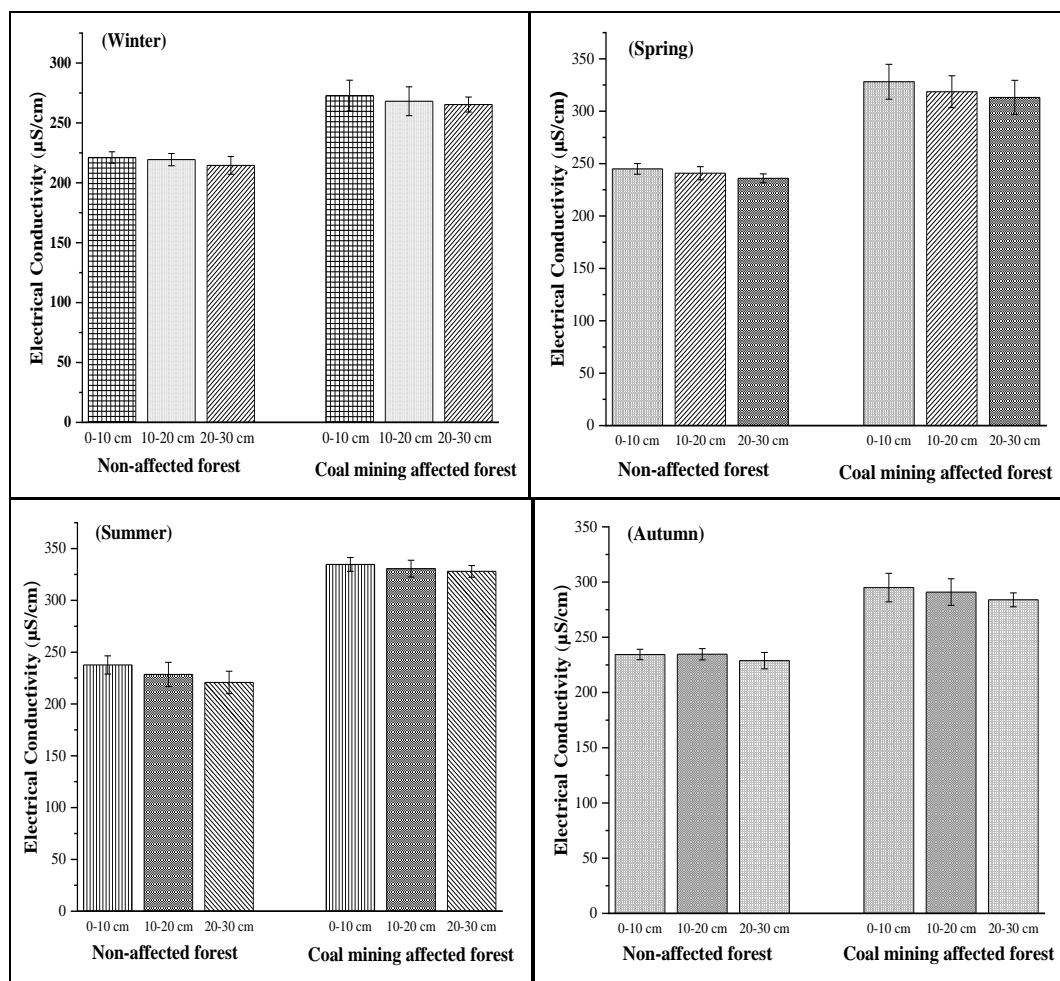 (Winter)
Electrical Conductivity (µS/cm)
300
250
200
150
100
50
0
0-10 cm 10-20 cm 20-30 cm 0-10 cm 10-20 cm 20-30 cm
Non-affected forest Coal mining affected forest
(Spring)
Electrical Conductivity (µS/cm)
350
300
250
200
150
100
50
0
0-10 cm 10-20 cm 20-30 cm 0-10 cm 10-20 cm 20-30 cm
Non-affected forest Coal mining affected forest
(Summer)
Electrical Conductivity (µS/cm)
350
300
250
200
150
100
50
0
0-10 cm 10-20 cm 20-30 cm 0-10 cm 10-20 cm 20-30 cm
Non-affected forest Coal mining affected forest
(Autumn)
Electrical Conductivity (µS/cm)
350
300
250
200
150
100
50
0
0-10 cm 10-20 cm 20-30 cm 0-10 cm 10-20 cm 20-30 cm
Non-affected forest Coal mining affected forest